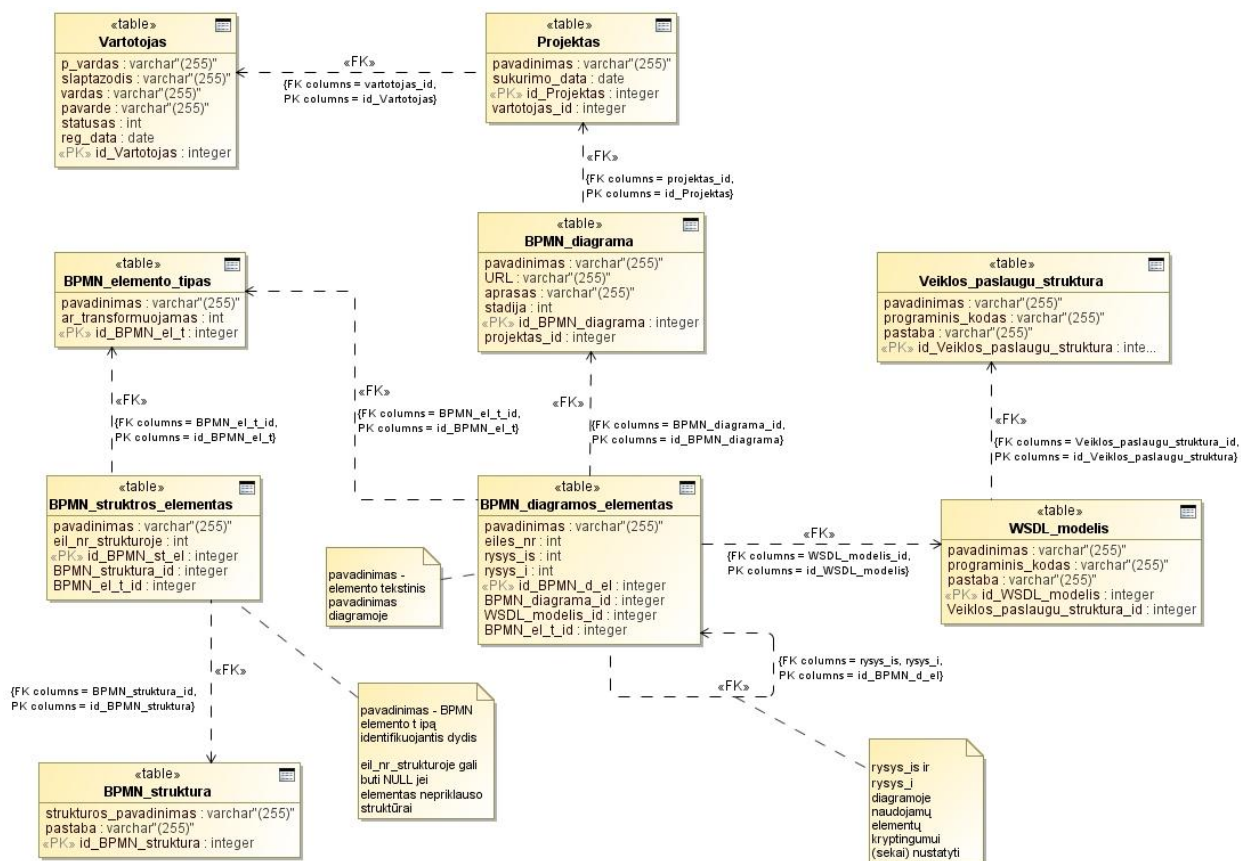 «table»
Vartotojas
p_vardas : varchar"(255)"
slaptazodis : varchar"(255)"
vardas : varchar"(255)"
pavarde : varchar"(255)"
statusas : int
reg_data : date
«PK» id_Vartotojas : integer
«FK»
{FK columns = vartotojas_id,
PK columns = id_Vartotojas}
«table»
Projektas
pavadinimas : varchar"(255)"
sukurimo_data : date
«PK» id_Projektas : integer
vartotojas_id : integer
«FK»
{FK columns = projektas_id,
PK columns = id_Projektas}
«table»
BPMN_diagrama
pavadinimas : varchar"(255)"
URL : varchar"(255)"
aprasas : varchar"(255)"
stadija : int
«PK» id_BPMN_diagrama : integer
projektas_id : integer
«table»
BPMN_elemento_tipas
pavadinimas : varchar"(255)"
ar_transformuojamas : int
«PK» id_BPMN_el_t : integer
«table»
Veiklos_paslaugu_struktura
pavadinimas : varchar"(255)"
programinis_kodas : varchar"(255)"
pastaba : varchar"(255)"
«PK» id_Veiklos_paslaugu_struktura : inte...
«FK»
{FK columns = BPMN_el_t_id,
PK columns = id_BPMN_el_t}
«FK»
{FK columns = BPMN_el_t_id,
PK columns = id_BPMN_el_t}
«FK»
{FK columns = BPMN_diagrama_id,
PK columns = id_BPMN_diagrama}
«FK»
{FK columns = Veiklos_paslaugu_struktura_id,
PK columns = id_Veiklos_paslaugu_struktura}
«table»
BPMN_struktros_elementas
pavadinimas : varchar"(255)"
eil_nr_strukturoje : int
«PK» id_BPMN_st_el : integer
BPMN_struktura_id : integer
BPMN_el_t_id : integer
«table»
BPMN_diagramos_elementas
pavadinimas : varchar"(255)"
eiles_nr : int
rysys_is : int
rysys_i : int
«PK» id_BPMN_d_el : integer
BPMN_diagrama_id : integer
WSDL_modelis_id : integer
BPMN_el_t_id : integer
«FK»
{FK columns = WSDL_modelis_id,
PK columns = id_WSDL_modelis}
«table»
WSDL_modelis
pavadinimas : varchar"(255)"
programinis_kodas : varchar"(255)"
pastaba : varchar"(255)"
«PK» id_WSDL_modelis : integer
Veiklos_paslaugu_struktura_id : integer
pavadinimas -
elemento tekstinis
pavadinimas
diagramoje
«FK»
{FK columns = rysys_is, rysys_i,
PK columns = id_BPMN_d_el}
«FK»
{FK columns = BPMN_struktura_id,
PK columns = id_BPMN_struktura}
pavadinimas - BPMN
elemento t ipą
identifikuojantis dydis
eil_nr_strukturoje gali
buti NULL jei
elementas nepriklauso
struktūrai
rysys_is ir
rysys_i
diagramoje
naudojamų
elementų
kryptingumui
(sekai) nustatyti
«table»
BPMN_struktura
strukturos_pavadinimas : varchar"(255)"
pastaba : varchar"(255)"
«PK» id_BPMN_struktura : integer